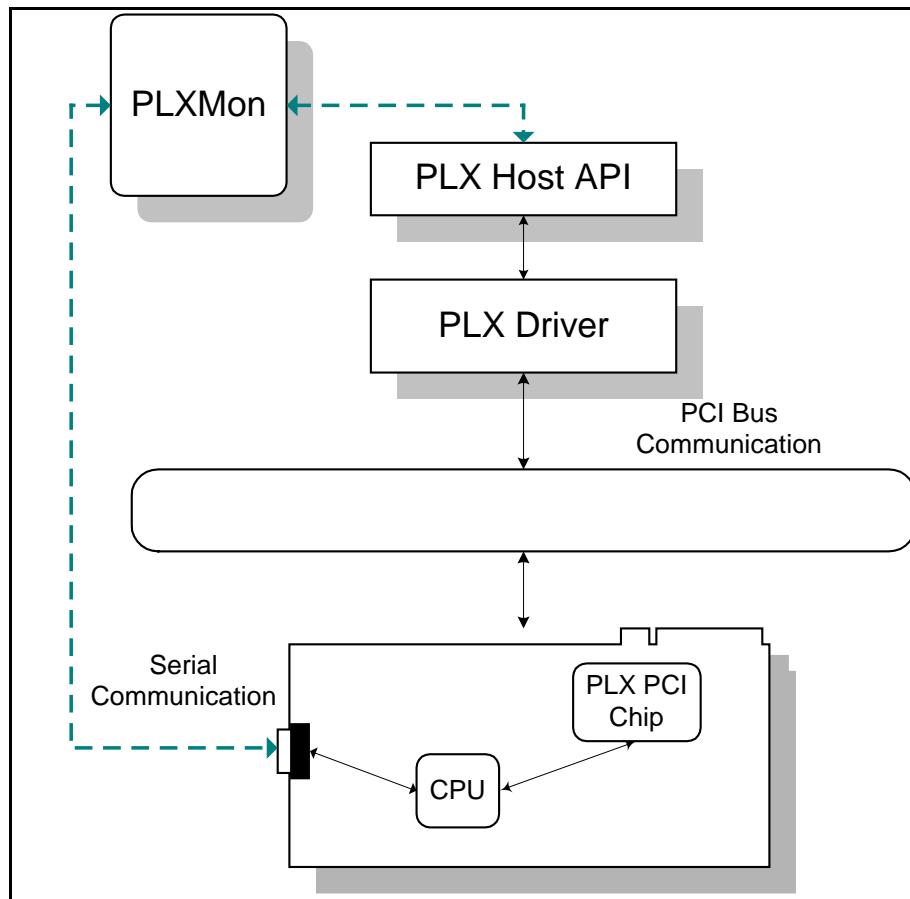 PLXMon
PLX Host API
PLX Driver
PCI Bus
Communication
Serial
Communication
PLX PCI
Chip
CPU